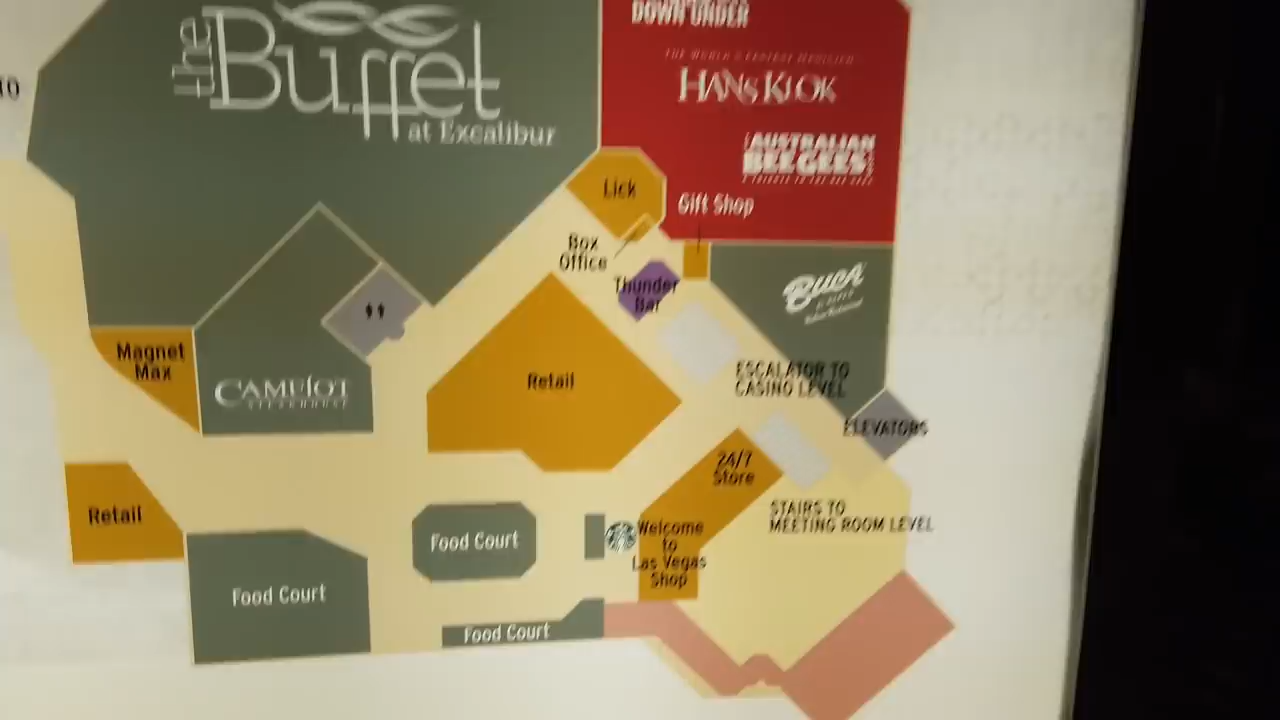 DOWN UNDER
the
Buffet
at Excalibur
THE WORLD'S FASTEST MAGICIAN
HANS KLOK
AUSTRALIAN
BEE GEES
Lick
Gift Shop
Box
Office
Thunder
Bar
BUCA
Magnet
Max
CAMELOT
STEAKHOUSE
Retail
ESCALATOR TO
CASINO LEVEL
ELEVATORS
24/7
Store
Retail
STAIRS TO
MEETING ROOM LEVEL
Food Court
Welcome
to
Las Vegas
Shop
Food Court
Food Court